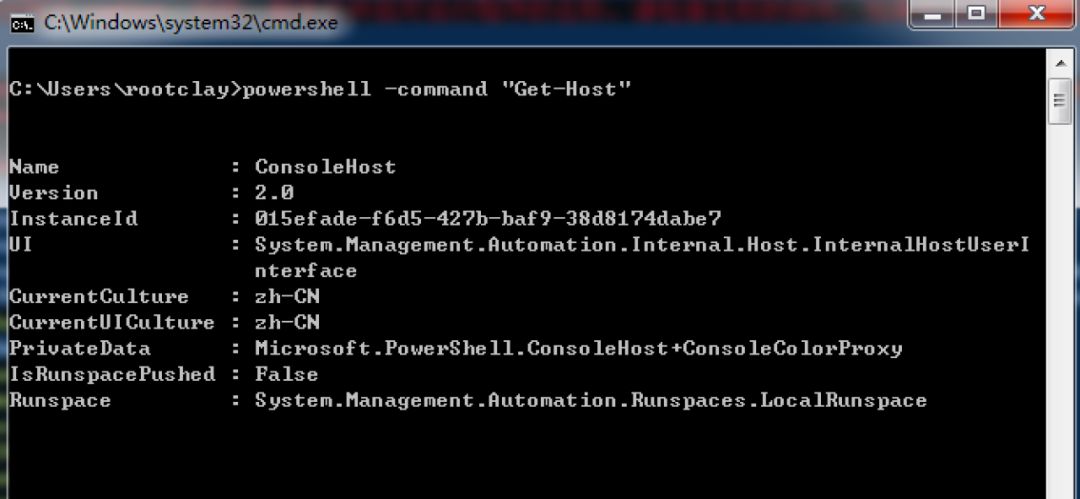 C:\Windows\system32\cmd.exe
C:\Users\rootclay>powershell -command "Get-Host"
Name : ConsoleHost
Version : 2.0
InstanceId : 015efade-f6d5-427b-baf9-38d8174dabe7
UI : System.Management.Automation.Internal.Host.InternalHostUserI
nterface
CurrentCulture : zh-CN
CurrentUICulture : zh-CN
PrivateData : Microsoft.PowerShell.ConsoleHost+ConsoleColorProxy
IsRunspacePushed : False
Runspace : System.Management.Automation.Runspaces.LocalRunspace